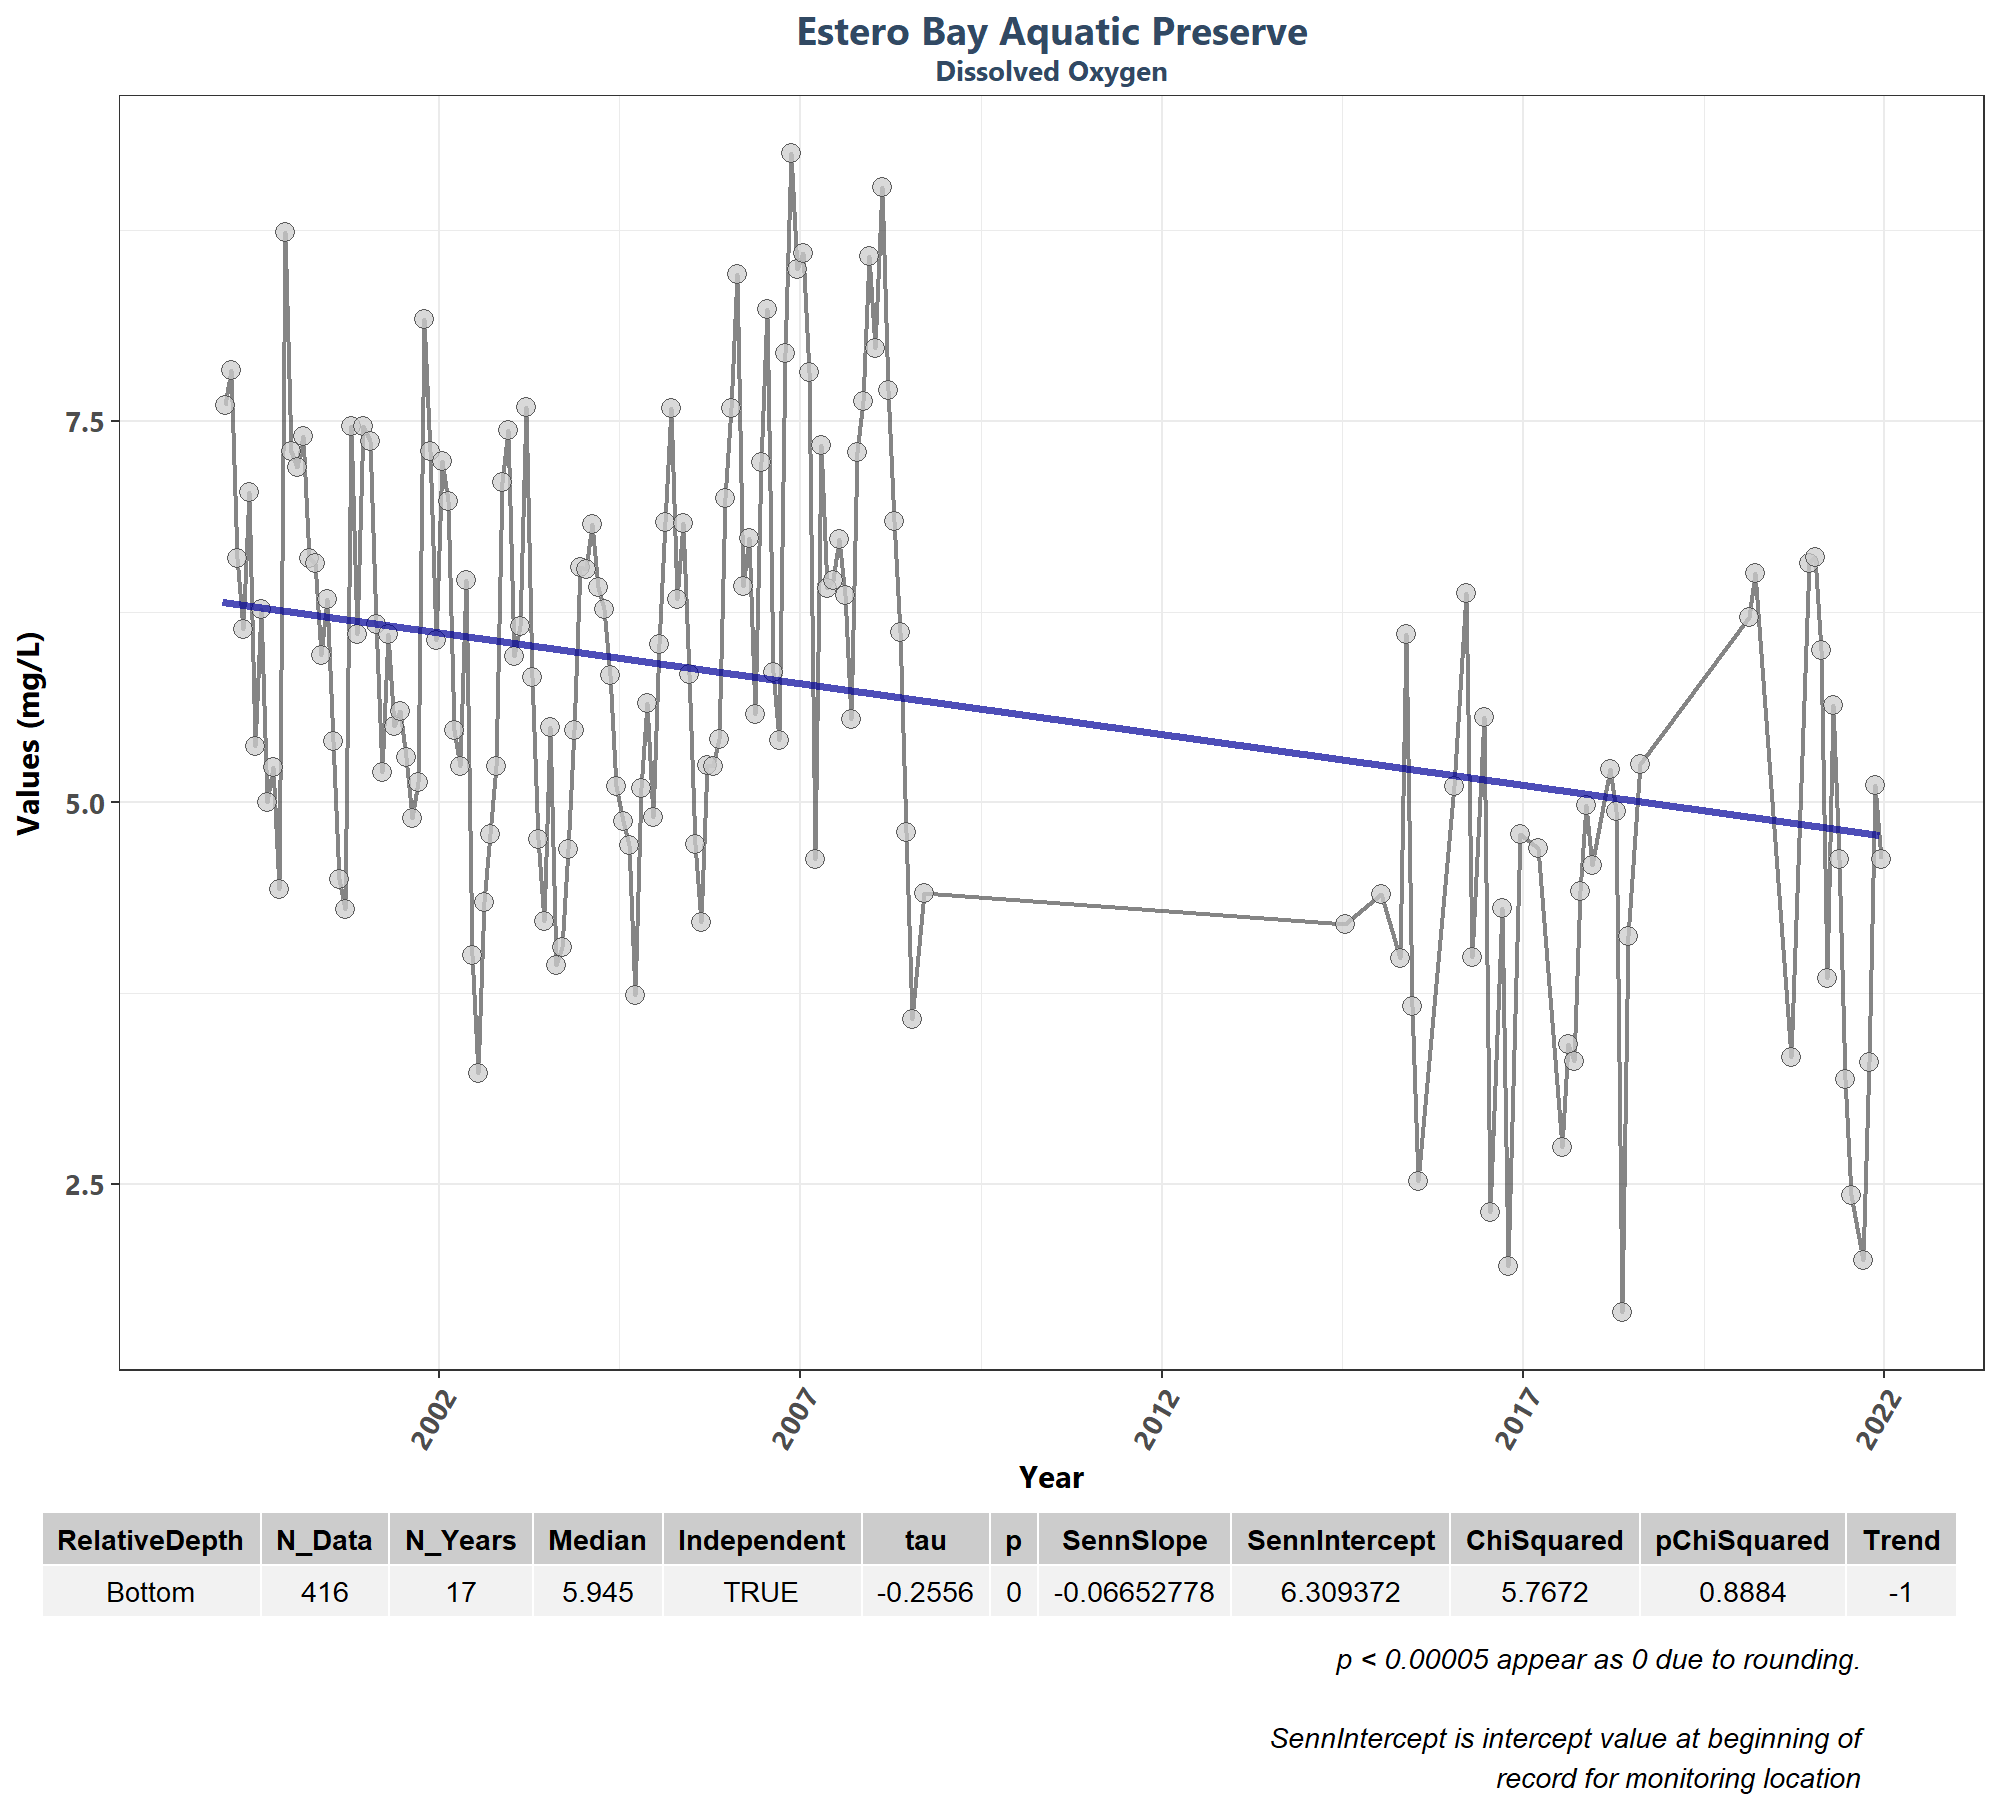 Estero Bay Aquatic Preserve
Dissolved Oxygen
Values (mg/L)
7.5
5.0
2.5
2002
2007
2012
2017
2022
Year
RelativeDepth N_Data N_Years Median Independent tau p SennSlope SennIntercept ChiSquared pChiSquared Trend
Bottom 416 17 5.945 TRUE -0.2556 0 -0.06652778 6.309372 5.7672 0.8884 -1
p < 0.00005 appear as 0 due to rounding.
SennIntercept is intercept value at beginning of
record for monitoring location